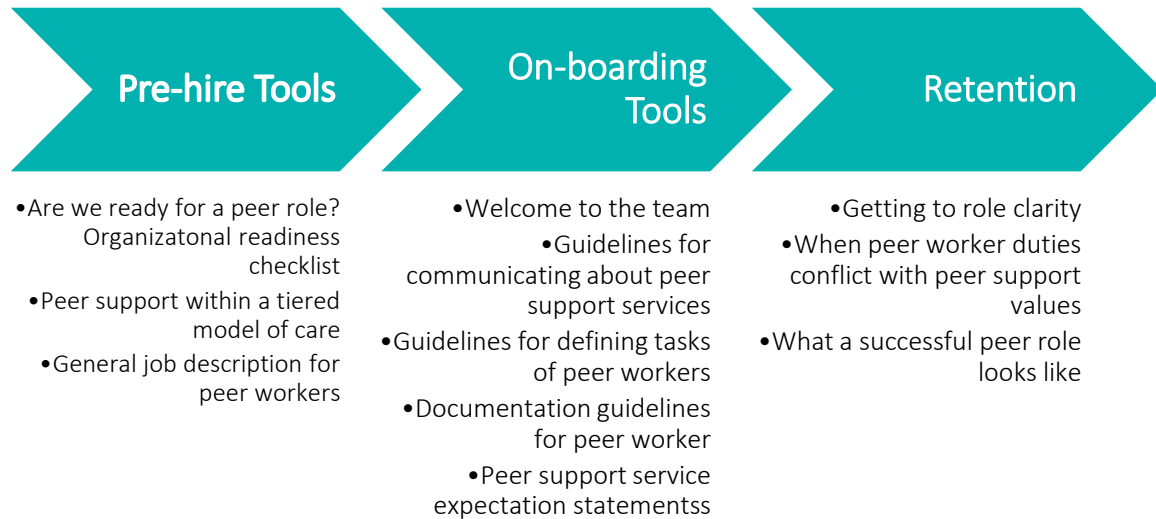 Pre-hire Tools
•Are we ready for a peer role?
Organizatonal readiness
checklist
•Peer support within a tiered
model of care
•General job description for
peer workers
On-boarding
Tools
•Welcome to the team
•Guidelines for
communicating about peer
support services
•Guidelines for defining tasks
of peer workers
•Documentation guidelines
for peer worker
•Peer support service
expectation statementss
Retention
•Getting to role clarity
•When peer worker duties
conflict with peer support
values
•What a successful peer role
looks like